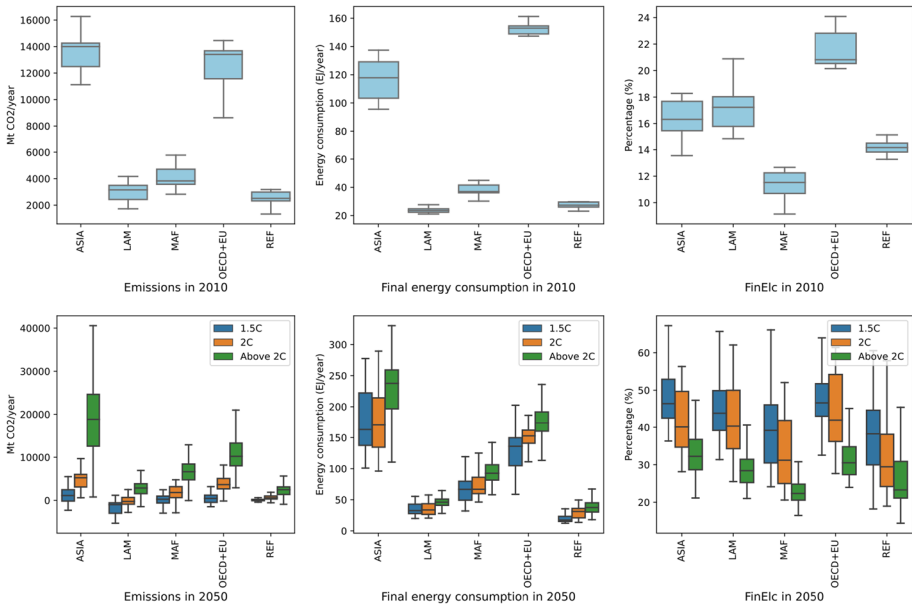 16000
14000
12000
10000
8000
6000
4000
2000
Mt CO2/year
ASIA
LAM
MAF
OECD+EU
REF
Emissions in 2010
160
140
120
100
80
60
40
20
Energy consumption (EJ/year)
ASIA
LAM
MAF
OECD+EU
REF
Final energy consumption in 2010
24
22
20
18
16
14
12
10
Percentage (%)
ASIA
LAM
MAF
OECD+EU
REF
FinElc in 2010
40000
30000
20000
10000
0
Mt CO2/year
1.5C
2C
Above 2C
ASIA
LAM
MAF
OECD+EU
REF
Emissions in 2050
300
250
200
150
100
50
0
Energy consumption (EJ/year)
1.5C
2C
Above 2C
ASIA
LAM
MAF
OECD+EU
REF
Final energy consumption in 2050
60
50
40
30
20
Percentage (%)
1.5C
2C
Above 2C
ASIA
LAM
MAF
OECD+EU
REF
FinElc in 2050